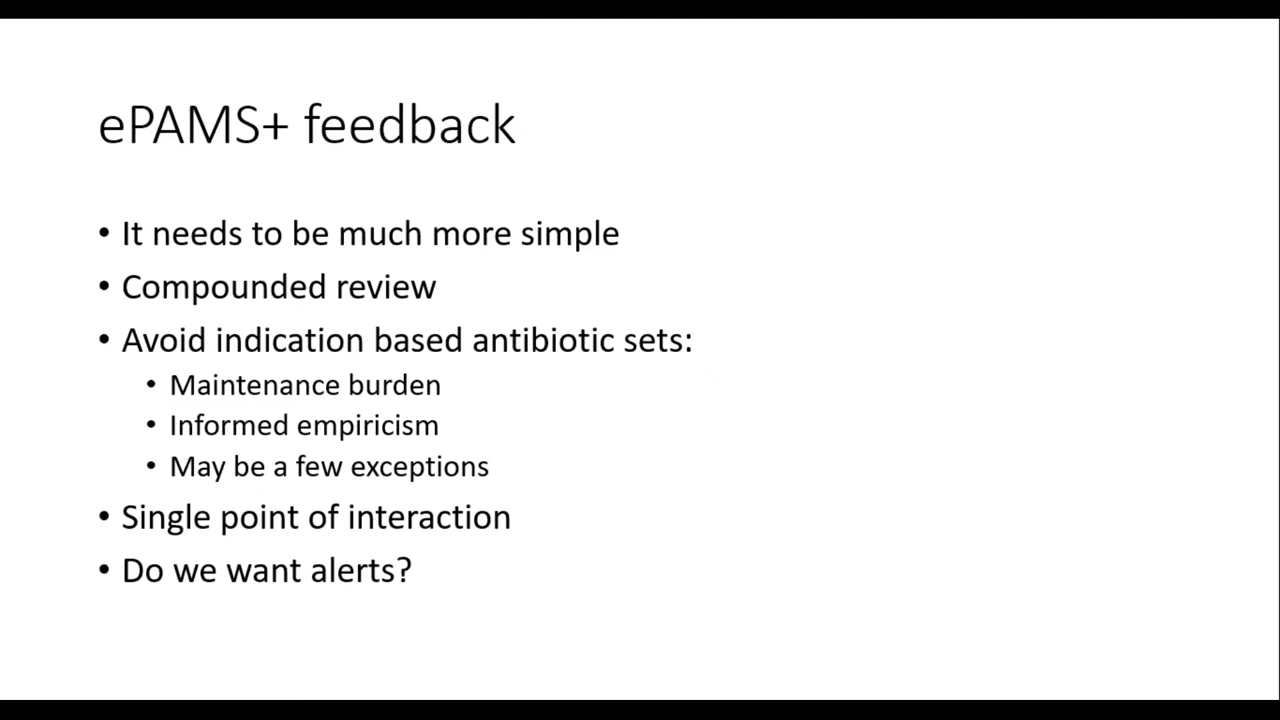 ePAMS+ feedback
• It needs to be much more simple
• Compounded review
• Avoid indication based antibiotic sets:
• Maintenance burden
• Informed empiricism
• May be a few exceptions
• Single point of interaction
• Do we want alerts?